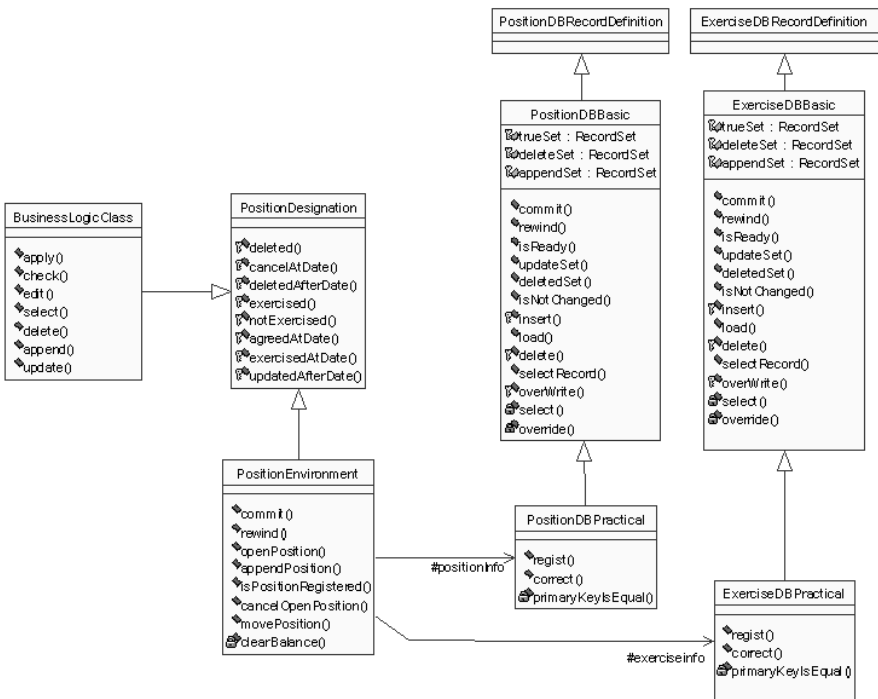 PositionDBRecordDefinition
ExerciseDBRecordDefinition
PositionDBBasic
trueSet : RecordSet
deleteSet : RecordSet
appendSet : RecordSet
commit()
rewind()
isReady()
updateSet()
deletedSet()
isNotChanged()
insert()
load()
delete()
selectRecord()
overWrite()
select()
override()
ExerciseDBBasic
trueSet : RecordSet
deleteSet : RecordSet
appendSet : RecordSet
commit()
rewind()
isReady()
updateSet()
deletedSet()
isNotChanged()
insert()
load()
delete()
selectRecord()
overWrite()
select()
override()
BusinessLogicClass
apply()
check()
edit()
select()
delete()
append()
update()
PositionDesignation
deleted()
cancelAtDate()
deletedAfterDate()
exercised()
notExercised()
agreedAtDate()
exercisedAtDate()
updatedAfterDate()
PositionEnvironment
commit()
rewind()
openPosition()
appendPosition()
isPositionRegistered()
cancelOpenPosition()
movePosition()
clearBalance()
#positionInfo
PositionDBPractical
regist()
correct()
primaryKeyIsEqual()
#exerciseinfo
ExerciseDBPractical
regist()
correct()
primaryKeyIsEqual()